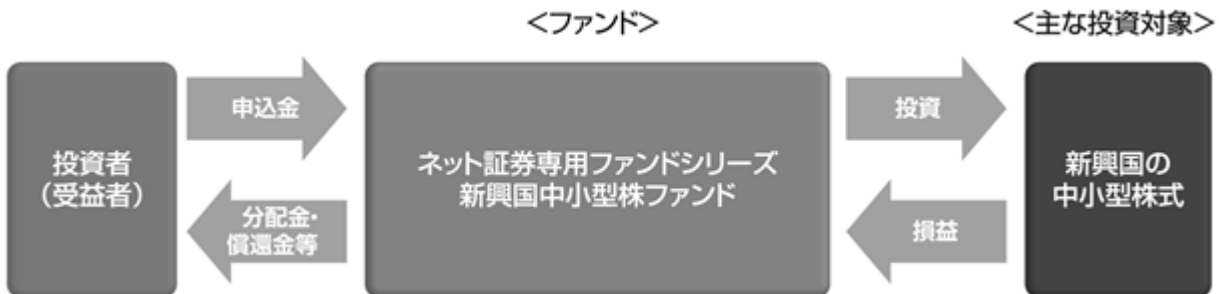 <ファンド>
<主な投資対象>
投資者
(受益者)
申込金
分配金・
償還金等
ネット証券専用ファンドシリーズ
新興国中小型株ファンド
投資
損益
新興国の
中小型株式